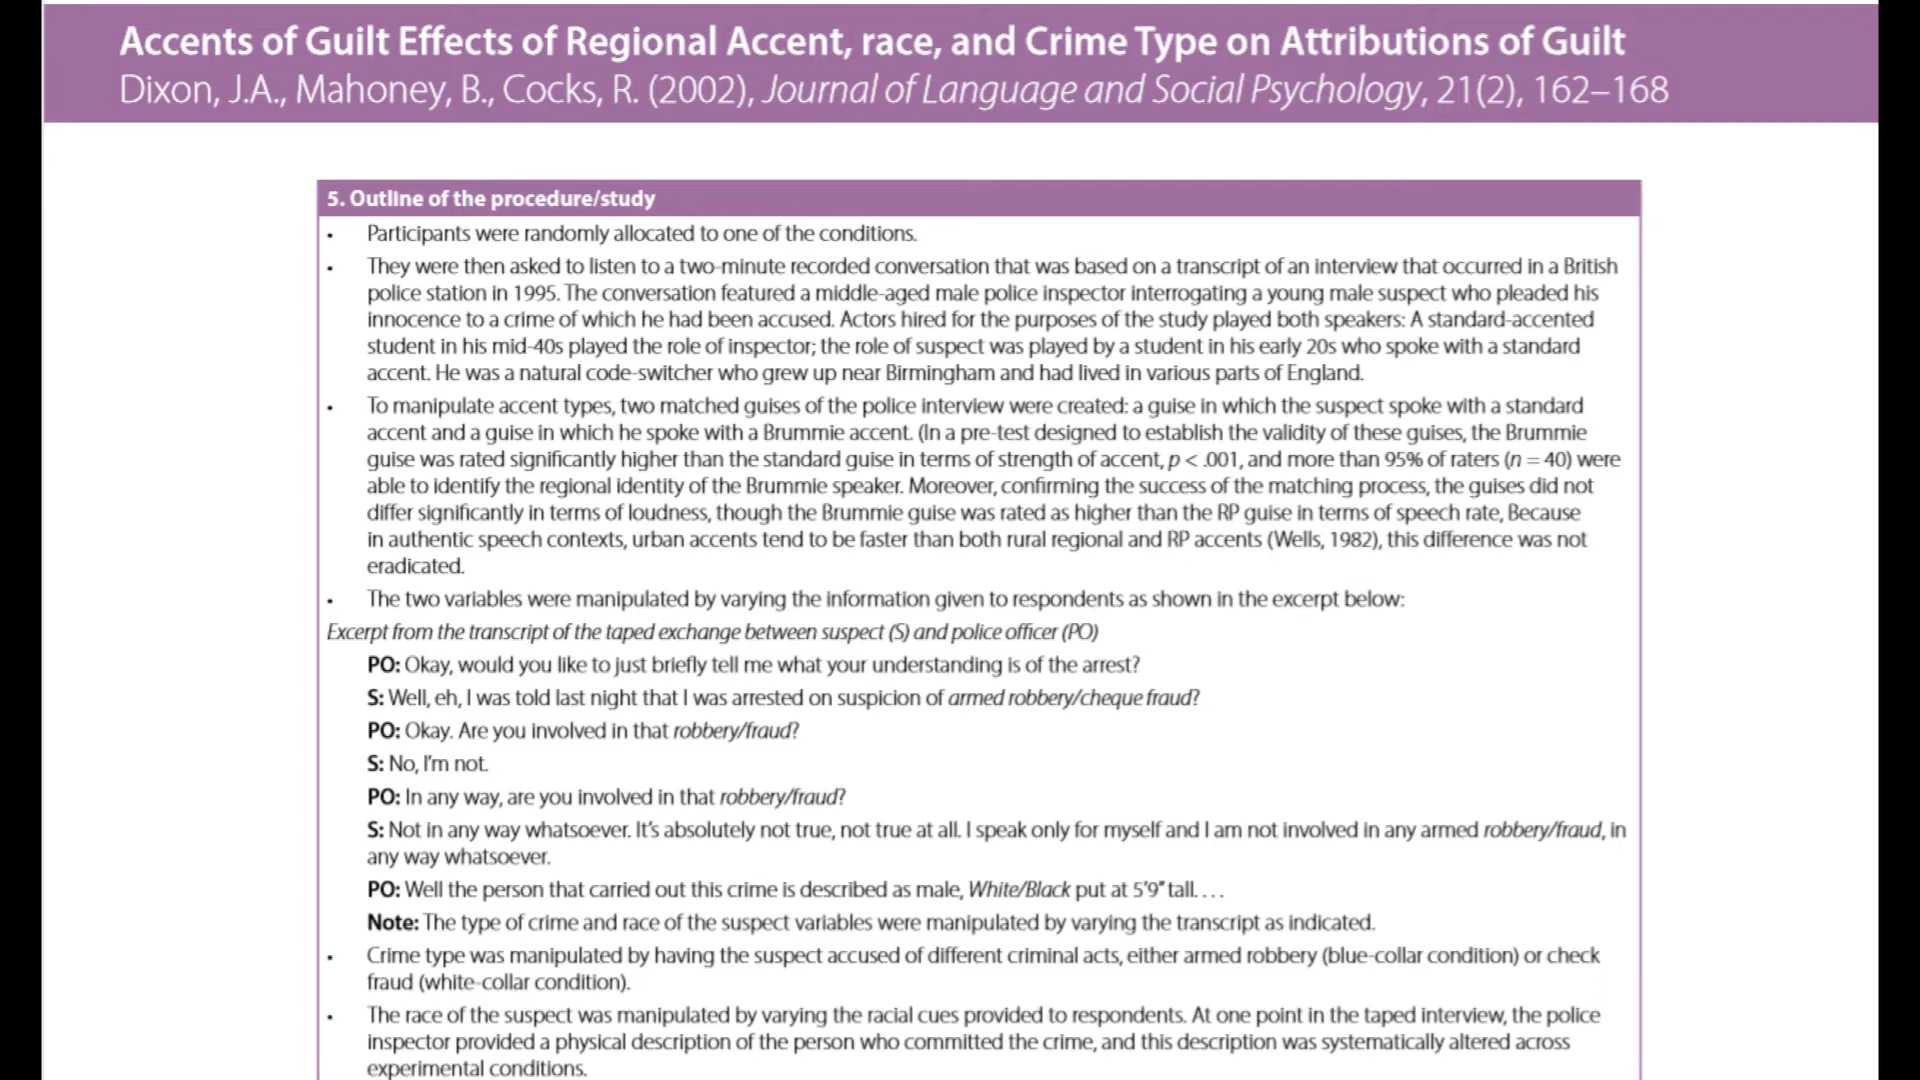 Accents of Guilt Effects of Regional Accent, race, and Crime Type on Attributions of Guilt
Dixon, J.A., Mahoney, B., Cocks, R. (2002), Journal of Language and Social Psychology, 21(2), 162–168
5. Outline of the procedure/study
• Participants were randomly allocated to one of the conditions.
• They were then asked to listen to a two-minute recorded conversation that was based on a transcript of an interview that occurred in a British
police station in 1995. The conversation featured a middle-aged male police inspector interrogating a young male suspect who pleaded his
innocence to a crime of which he had been accused. Actors hired for the purposes of the study played both speakers: A standard-accented
student in his mid-40s played the role of inspector; the role of suspect was played by a student in his early 20s who spoke with a standard
accent. He was a natural code-switcher who grew up near Birmingham and had lived in various parts of England.
• To manipulate accent types, two matched guises of the police interview were created: a guise in which the suspect spoke with a standard
accent and a guise in which he spoke with a Brummie accent. (In a pre-test designed to establish the validity of these guises, the Brummie
guise was rated significantly higher than the standard guise in terms of strength of accent, p < .001, and more than 95% of raters (n = 40) were
able to identify the regional identity of the Brummie speaker. Moreover, confirming the success of the matching process, the guises did not
differ significantly in terms of loudness, though the Brummie guise was rated as higher than the RP guise in terms of speech rate, Because
in authentic speech contexts, urban accents tend to be faster than both rural regional and RP accents (Wells, 1982), this difference was not
eradicated.
• The two variables were manipulated by varying the information given to respondents as shown in the excerpt below:
Excerpt from the transcript of the taped exchange between suspect (S) and police officer (PO)
PO: Okay, would you like to just briefly tell me what your understanding is of the arrest?
S: Well, eh, I was told last night that I was arrested on suspicion of armed robbery/cheque fraud?
PO: Okay. Are you involved in that robbery/fraud?
S: No, I'm not.
PO: In any way, are you involved in that robbery/fraud?
S: Not in any way whatsoever. It's absolutely not true, not true at all. I speak only for myself and I am not involved in any armed robbery/fraud, in
any way whatsoever.
PO: Well the person that carried out this crime is described as male, White/Black put at 5'9" tall. . . .
Note: The type of crime and race of the suspect variables were manipulated by varying the transcript as indicated.
• Crime type was manipulated by having the suspect accused of different criminal acts, either armed robbery (blue-collar condition) or check
fraud (white-collar condition).
• The race of the suspect was manipulated by varying the racial cues provided to respondents. At one point in the taped interview, the police
inspector provided a physical description of the person who committed the crime, and this description was systematically altered across
experimental conditions.